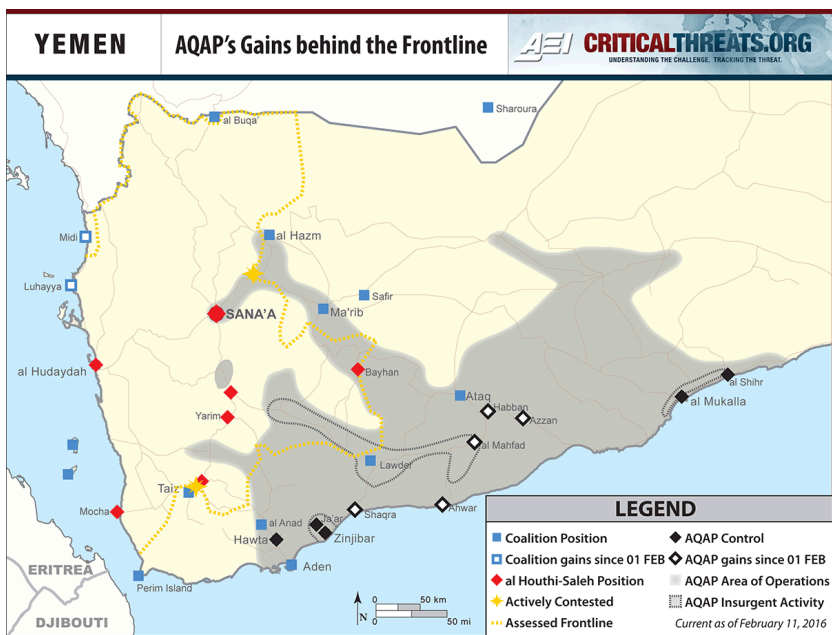 YEMEN
AQAP's Gains behind the Frontline
AEI
CRITICALTHREATS.ORG
UNDERSTANDING THE CHALLENGE. TRACKING THE THREAT.
al Buqa'
Sharoura
Midi
al Hazm
Luhayya
Safir
Ma'rib
SANA'A
al Hudaydah
Bayhan
al Shihr
Ataq
al Mukalla
Habban
Yarim
Azzan
al Mahfad
Lawder
Taiz
Mocha
Shaqra
Ahwar
al Anad
Ja'ar
Hawta
Zinjibar
Aden
Perim Island
ERITREA
DJIBOUTI
N
0 50 km
0 50 mi
LEGEND
Coalition Position
AQAP Control
Coalition gains since 01 FEB
AQAP gains since 01 FEB
al Houthi-Saleh Position
AQAP Area of Operations
Actively Contested
AQAP Insurgent Activity
Assessed Frontline
Current as of February 11, 2016